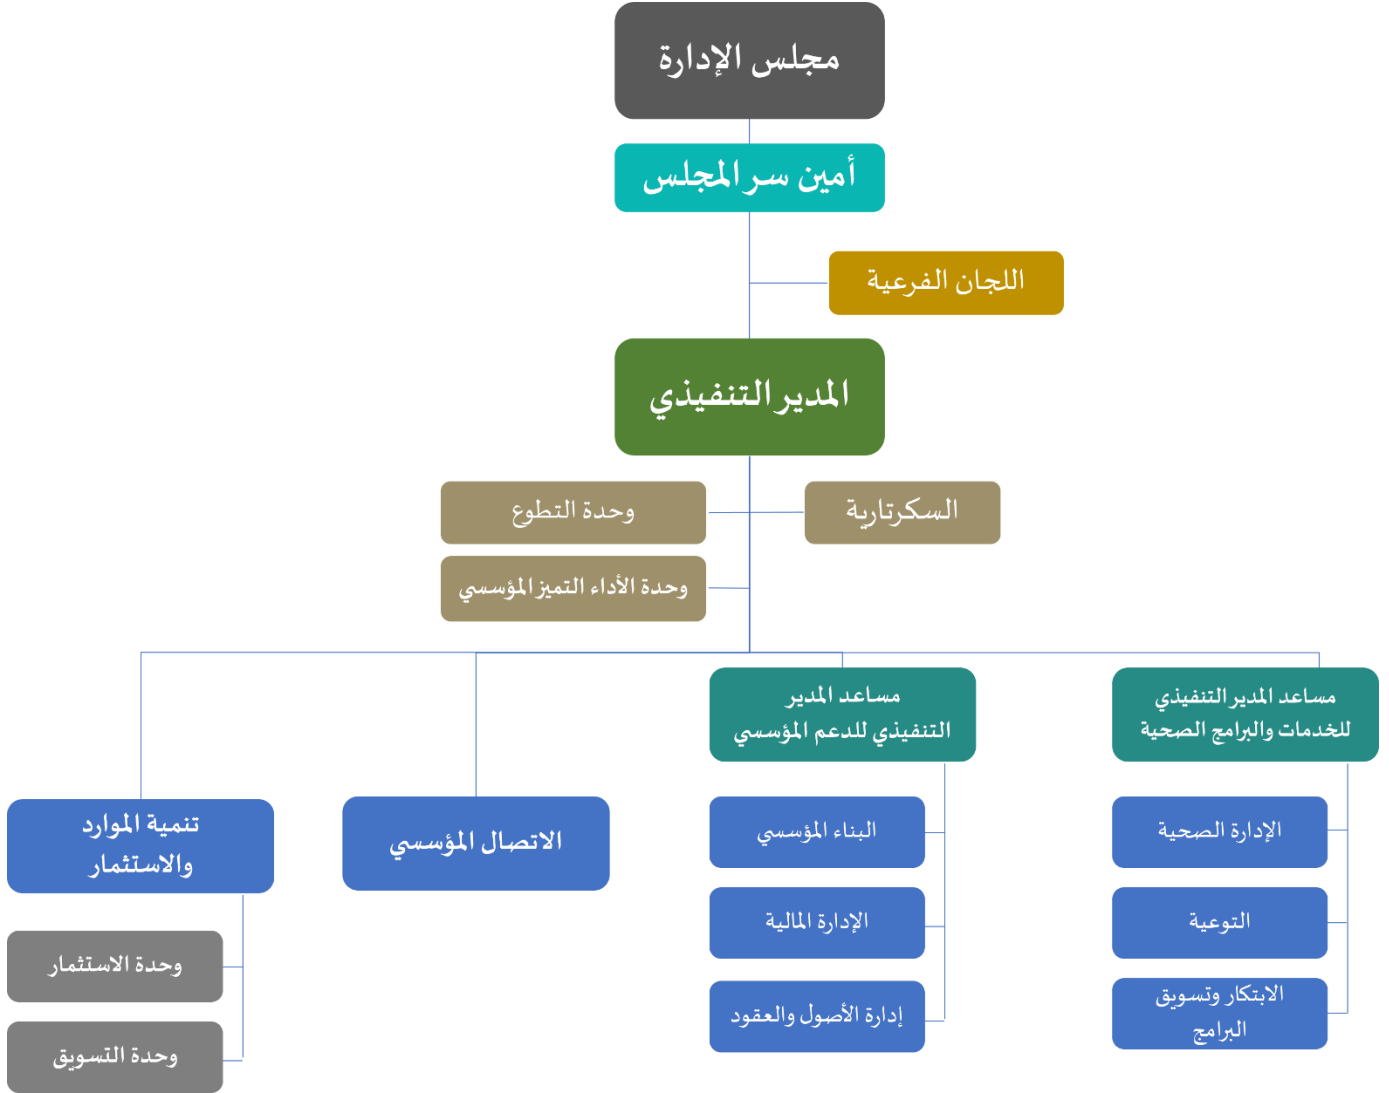 مجلس الإدارة
أمين سر المجلس
اللجان الفرعية
المدير التنفيذي
السكرتارية
وحدة التطوع
وحدة الأداء التميز المؤسسي
مساعد المدير التنفيذي
للخدمات والبرامج الصحية
الإدارة الصحية
التوعية
الابتكار وتسويق
البرامج
مساعد المدير
التنفيذي للدعم المؤسسي
البناء المؤسسي
الإدارة المالية
إدارة الأصول والعقود
الاتصال المؤسسي
تنمية الموارد
والاستثمار
وحدة الاستثمار
وحدة التسويق